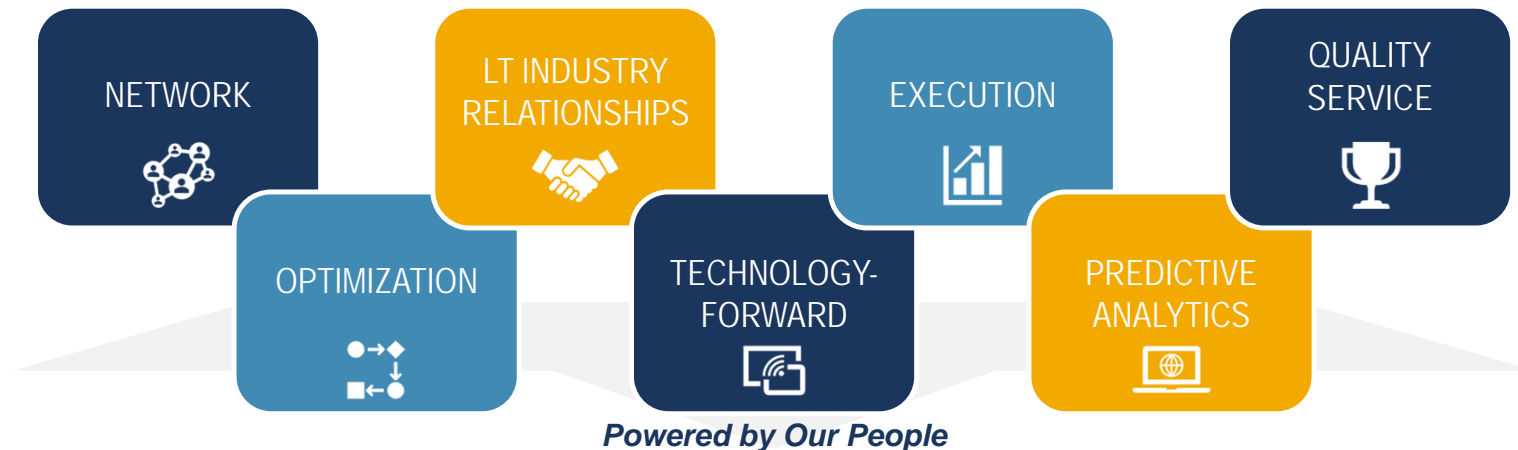 NETWORK
OPTIMIZATION
LT INDUSTRY
RELATIONSHIPS
TECHNOLOGY-
FORWARD
EXECUTION
PREDICTIVE
ANALYTICS
QUALITY
SERVICE
Powered by Our People